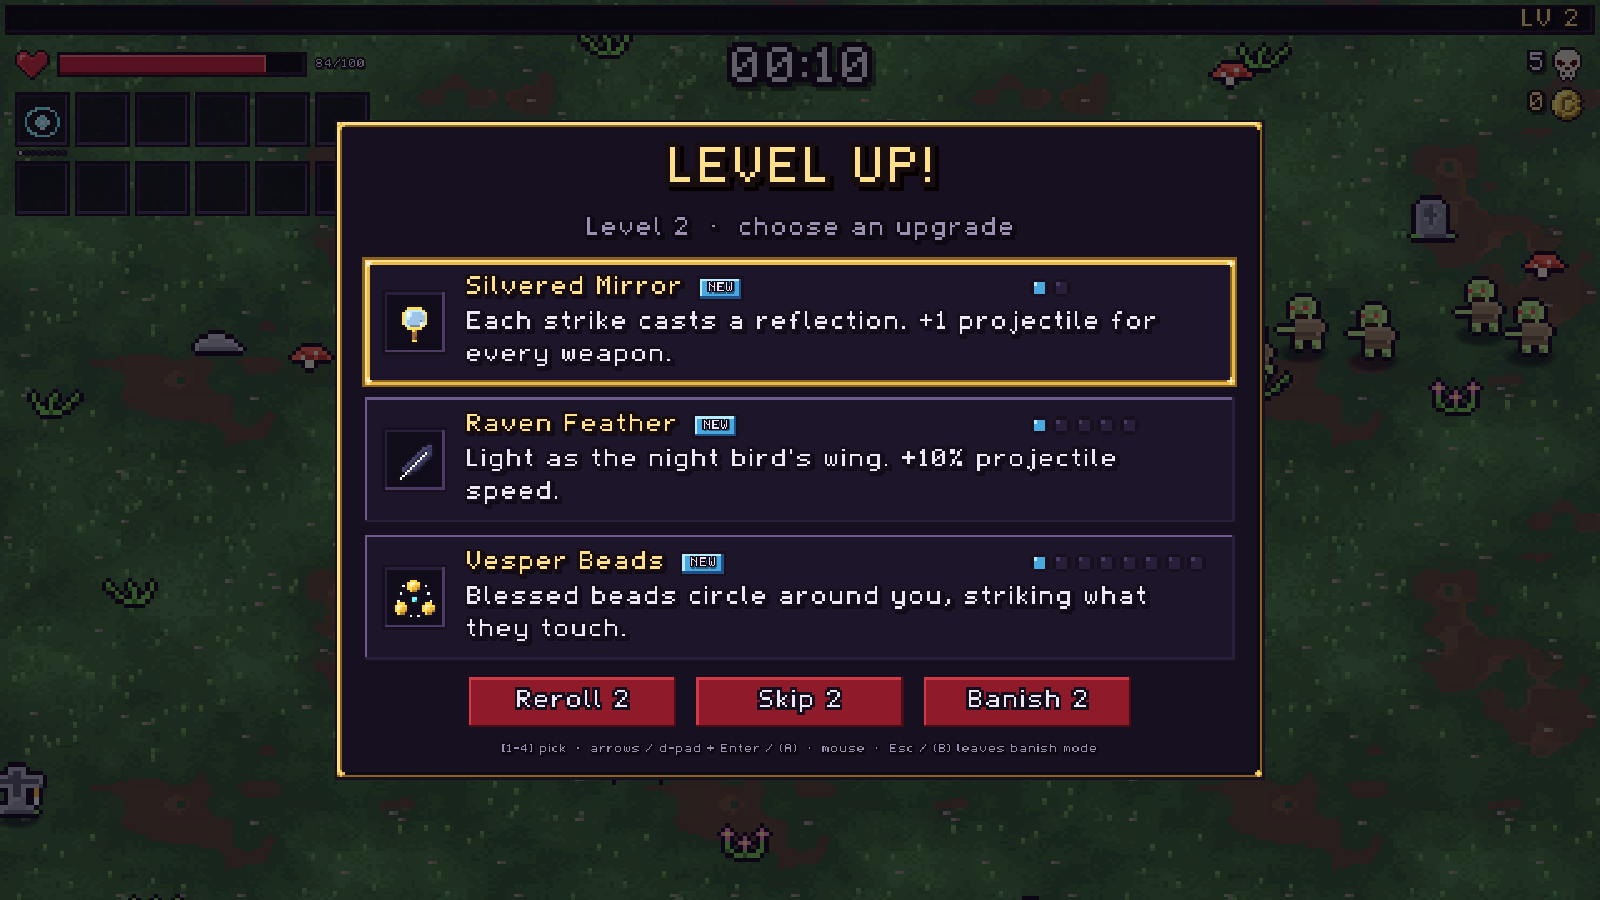 LV 2
84/100
00:10
5
0
LEVEL UP!
Level 2 · choose an upgrade
Silvered Mirror NEW
Each strike casts a reflection. +1 projectile for
every weapon.
Raven Feather NEW
Light as the night bird's wing. +10% projectile
speed.
Vesper Beads NEW
Blessed beads circle around you, striking what
they touch.
Reroll 2
Skip 2
Banish 2
[1-4] pick · arrows / d-pad + Enter / (A) · mouse · Esc / (B) leaves banish mode